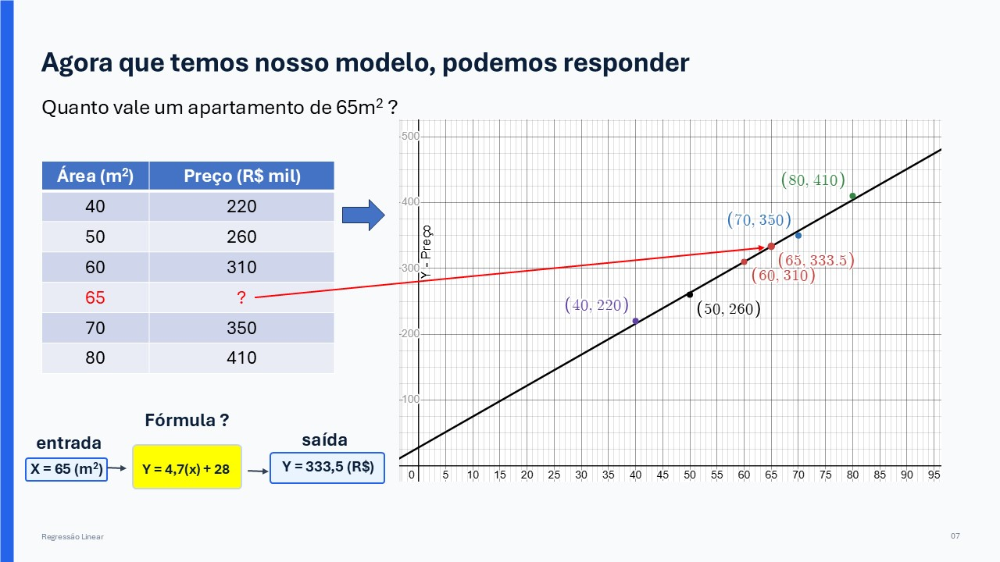 Agora que temos nosso modelo, podemos responder
Quanto vale um apartamento de 65m² ?
Área (m²) Preço (R$ mil)
40 220
50 260
60 310
65 ?
70 350
80 410
Fórmula ?
entrada
X = 65 (m²)
Y = 4,7(x) + 28
saída
Y = 333,5 (R$)
500
400
300
200
100
Y - Preço
(80, 410)
(70, 350)
(65, 333.5)
(60, 310)
(40, 220)
(50, 260)
0 5 10 15 20 25 30 35 40 45 50 55 60 65 70 75 80 85 90 95
Regressão Linear
07